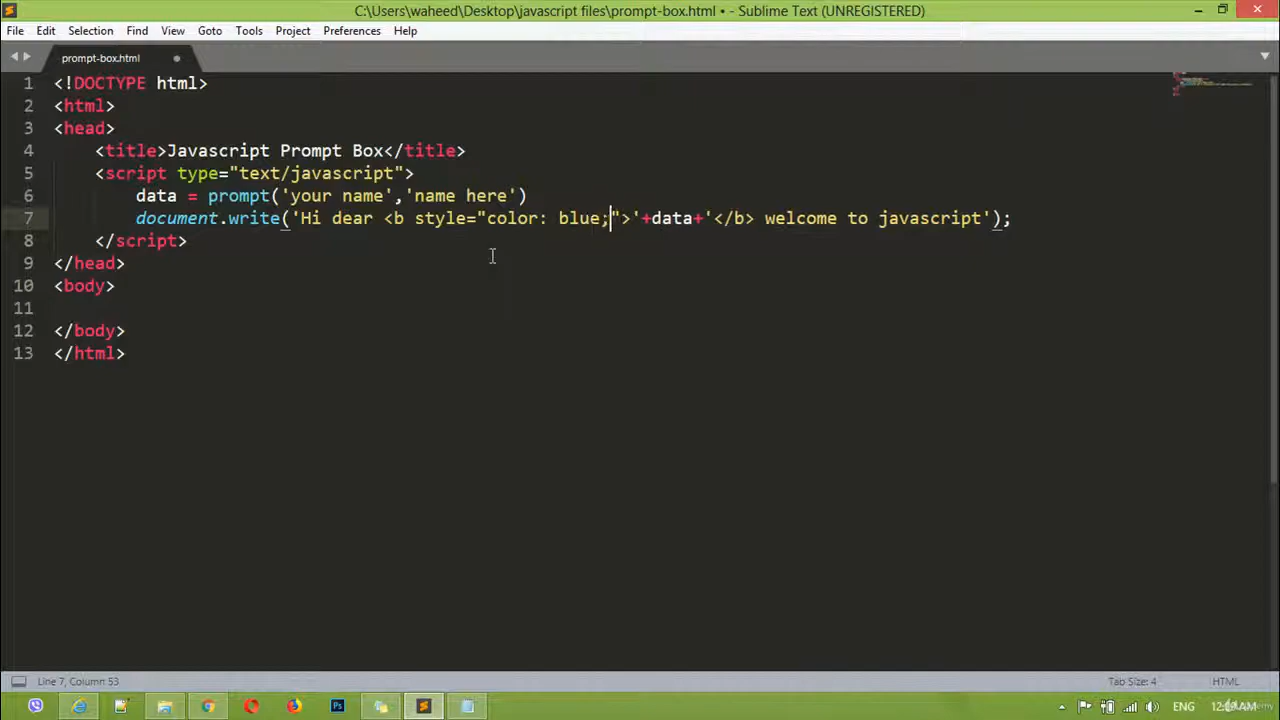 C:\Users\waheed\Desktop\javascript files\prompt-box.html • - Sublime Text (UNREGISTERED)
File Edit Selection Find View Goto Tools Project Preferences Help
prompt-box.html
1 <!DOCTYPE html>
2 <html>
3 <head>
4 <title>Javascript Prompt Box</title>
5 <script type="text/javascript">
6 data = prompt('your name','name here')
7 document.write('Hi dear <b style="color: blue;">'+data+'</b> welcome to javascript');
8 </script>
9 </head>
10 <body>
11
12 </body>
13 </html>
Line 7, Column 53 Tab Size: 4 HTML
Ps ENG